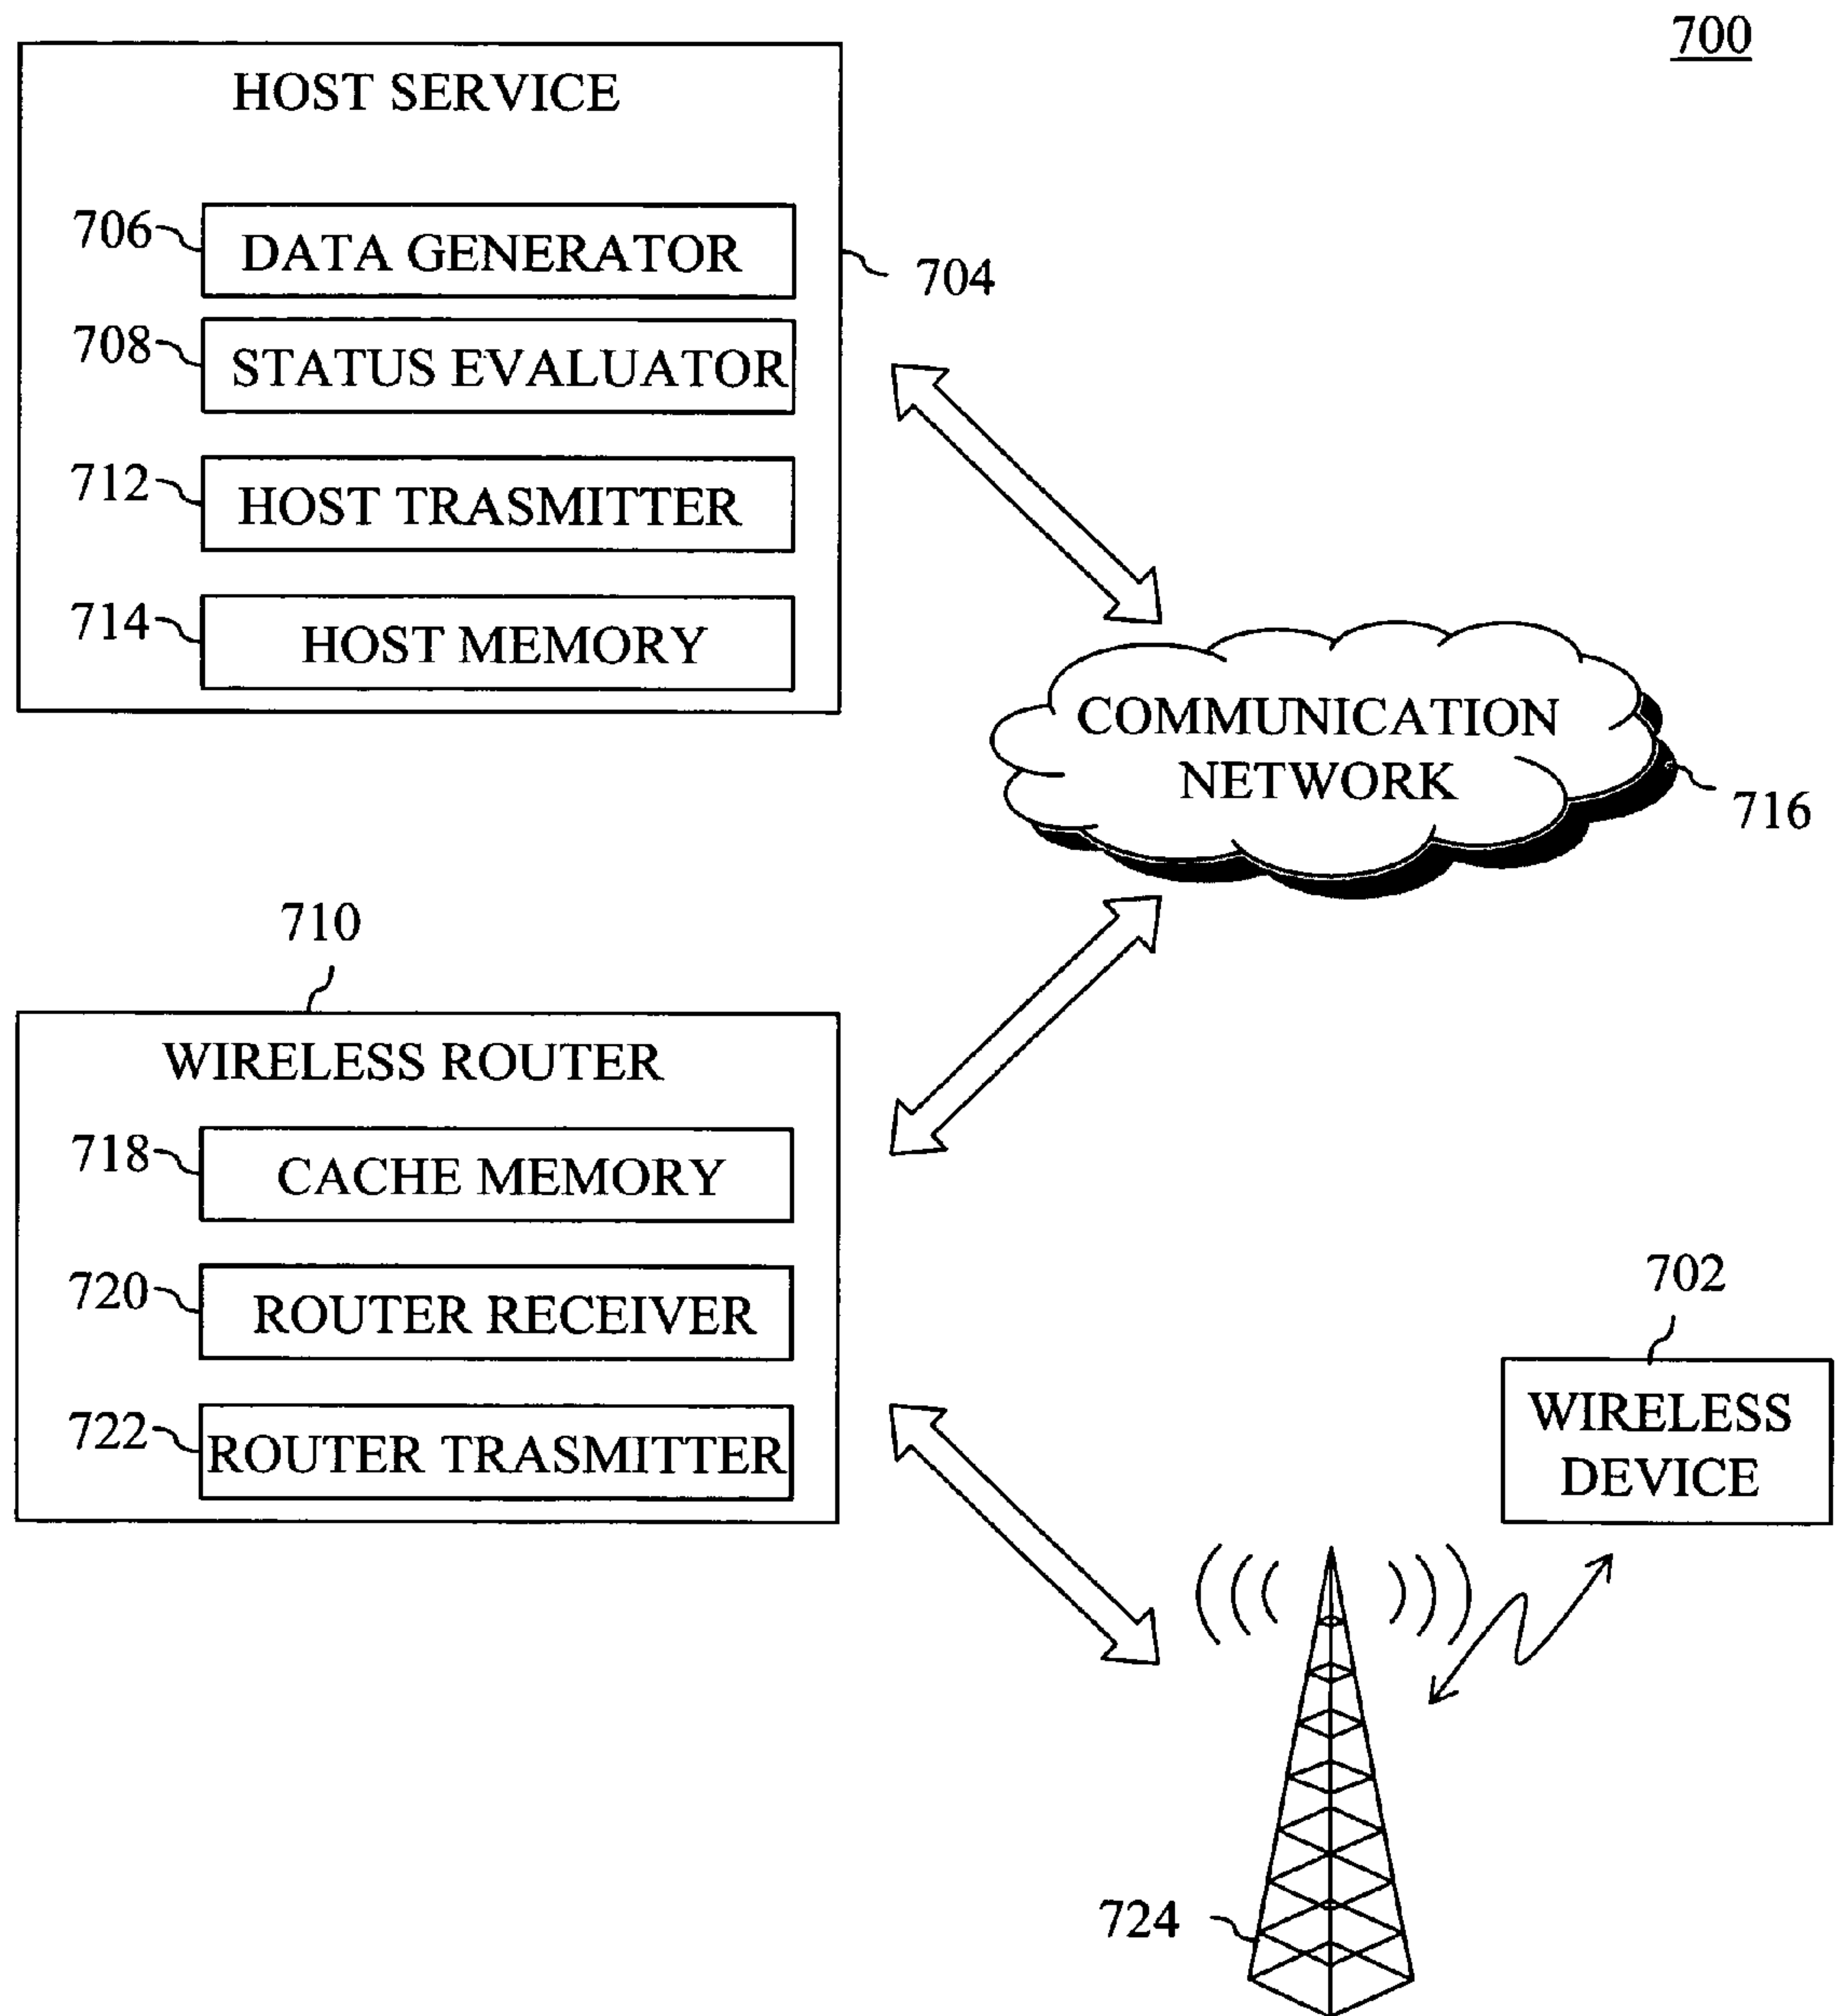 700
HOST SERVICE
706
DATA GENERATOR
704
708
STATUS EVALUATOR
712
HOST TRASMITTER
714
HOST MEMORY
COMMUNICATION
NETWORK
716
710
WIRELESS ROUTER
718
CACHE MEMORY
720
ROUTER RECEIVER
722
ROUTER TRASMITTER
702
WIRELESS
DEVICE
724